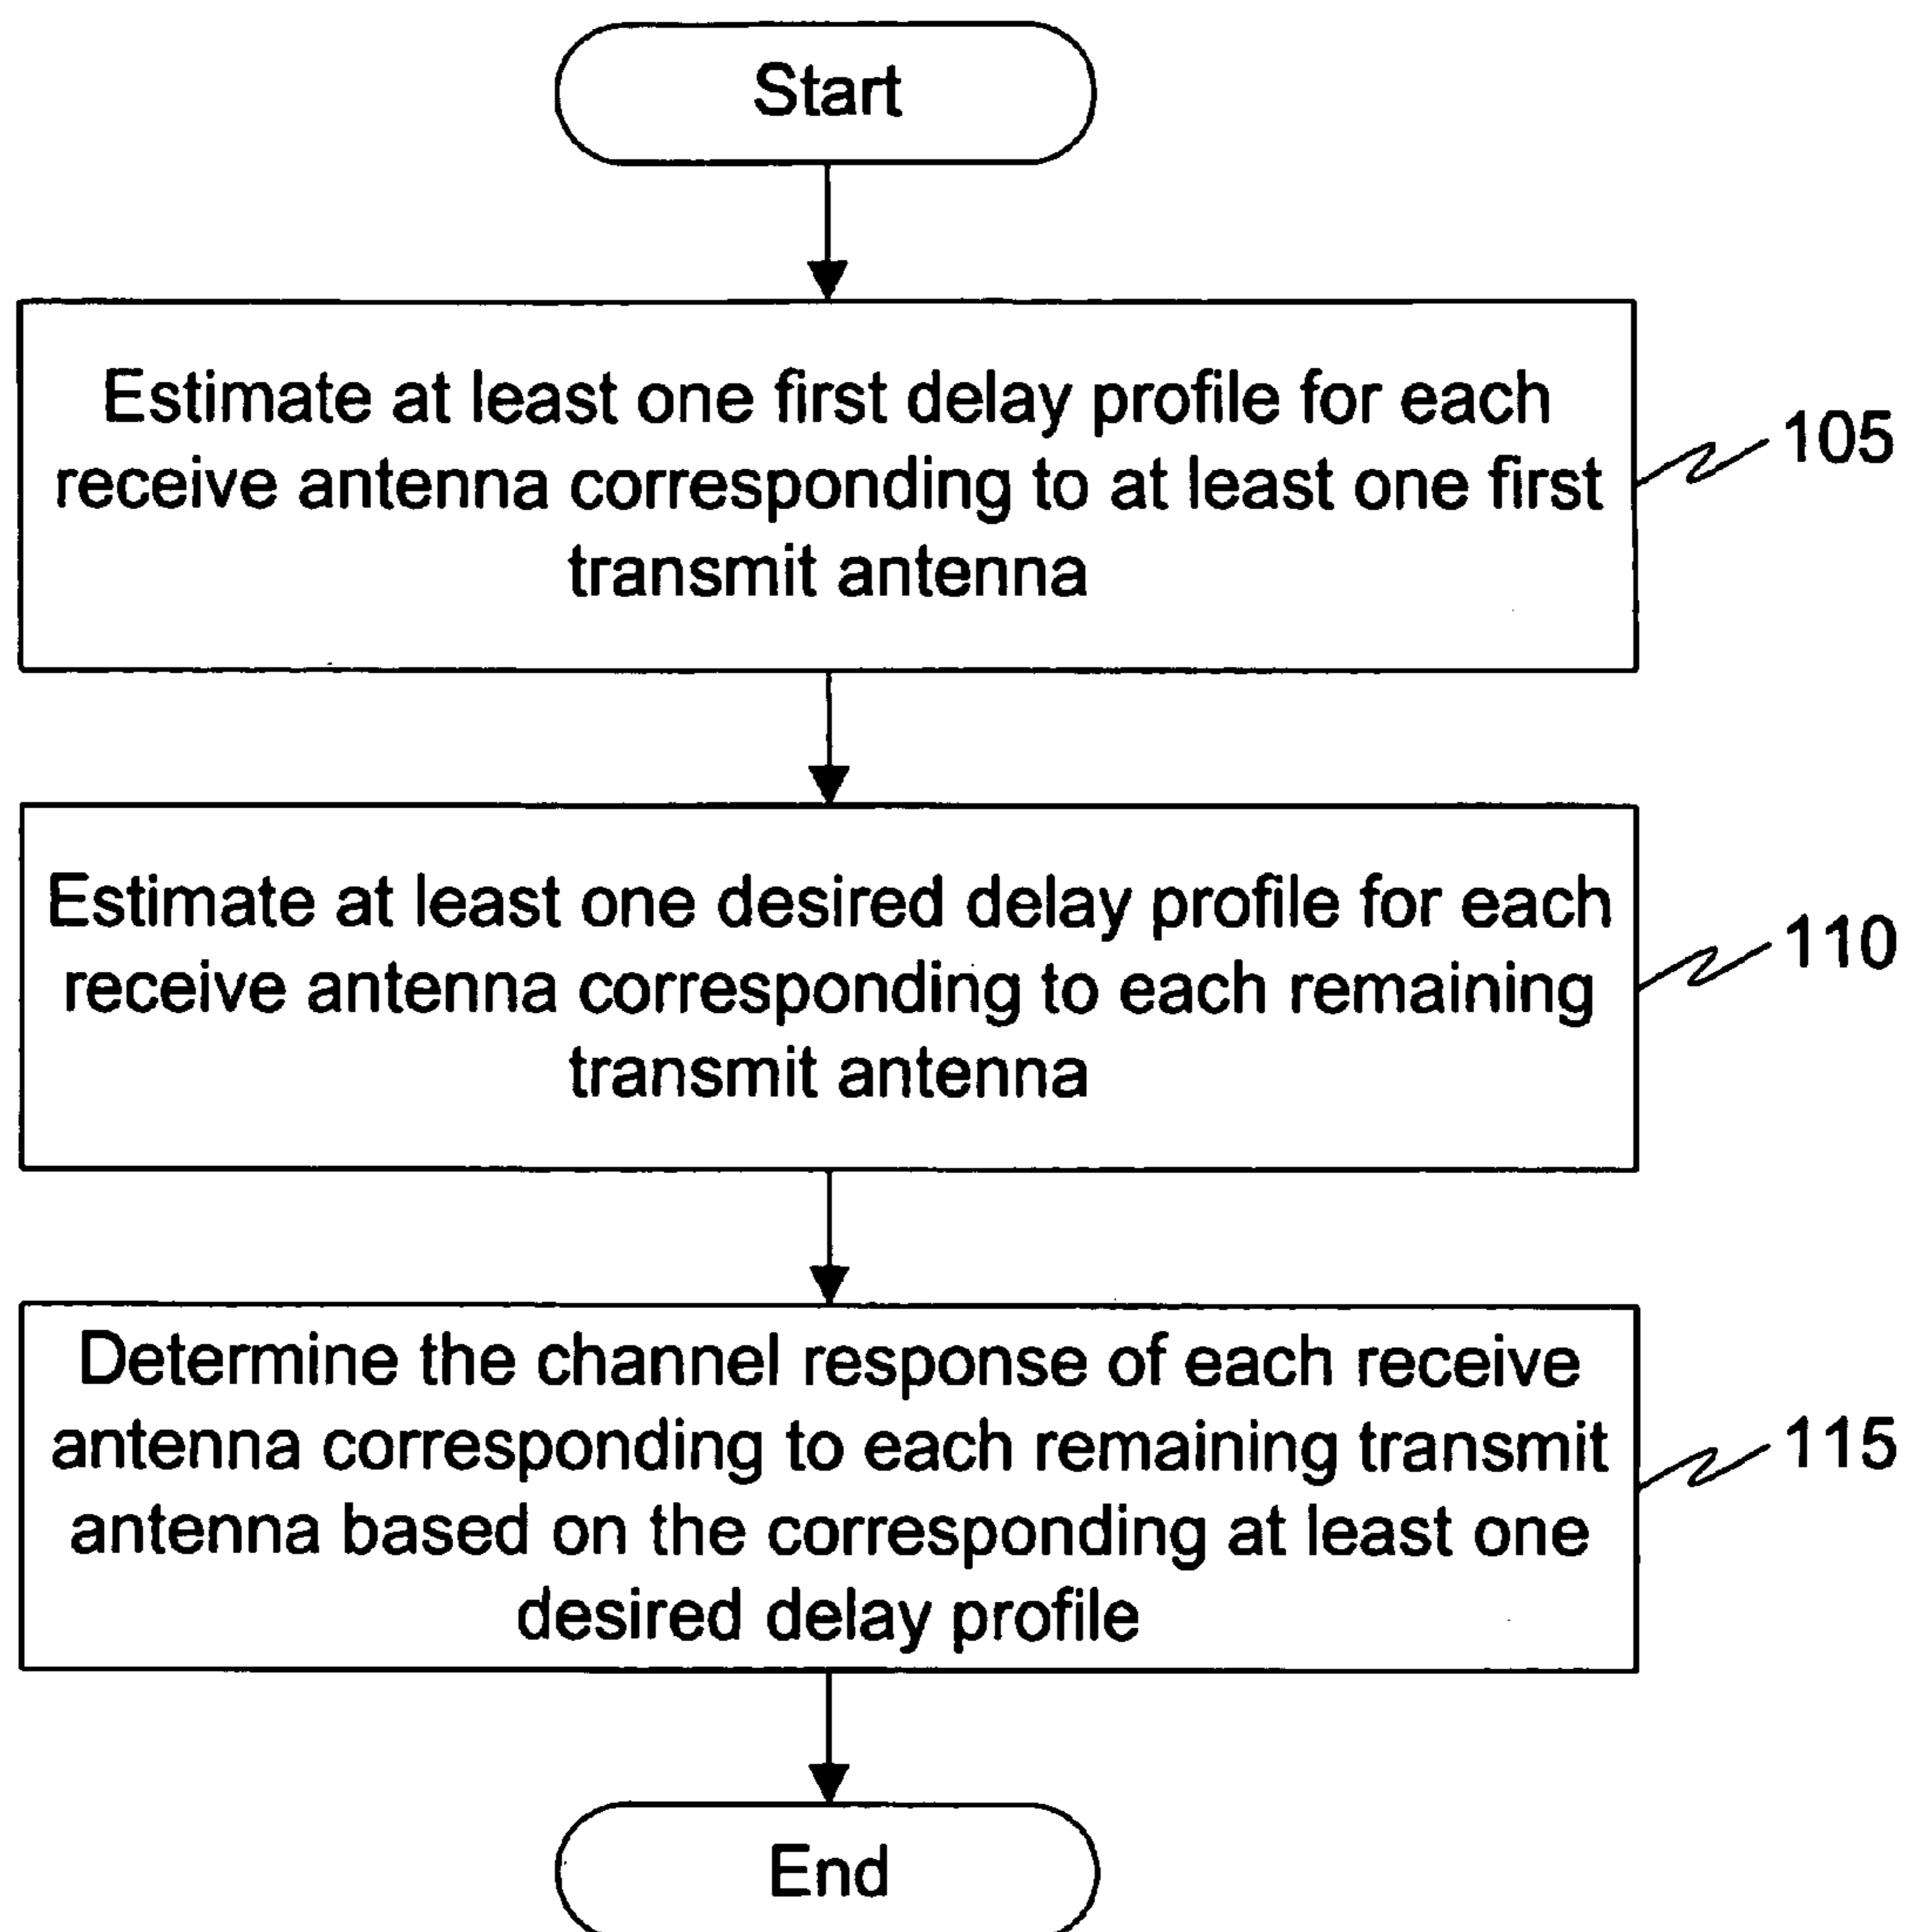 Start
Estimate at least one first delay profile for each
receive antenna corresponding to at least one first
transmit antenna
105
Estimate at least one desired delay profile for each
receive antenna corresponding to each remaining
transmit antenna
110
Determine the channel response of each receive
antenna corresponding to each remaining transmit
antenna based on the corresponding at least one
desired delay profile
115
End